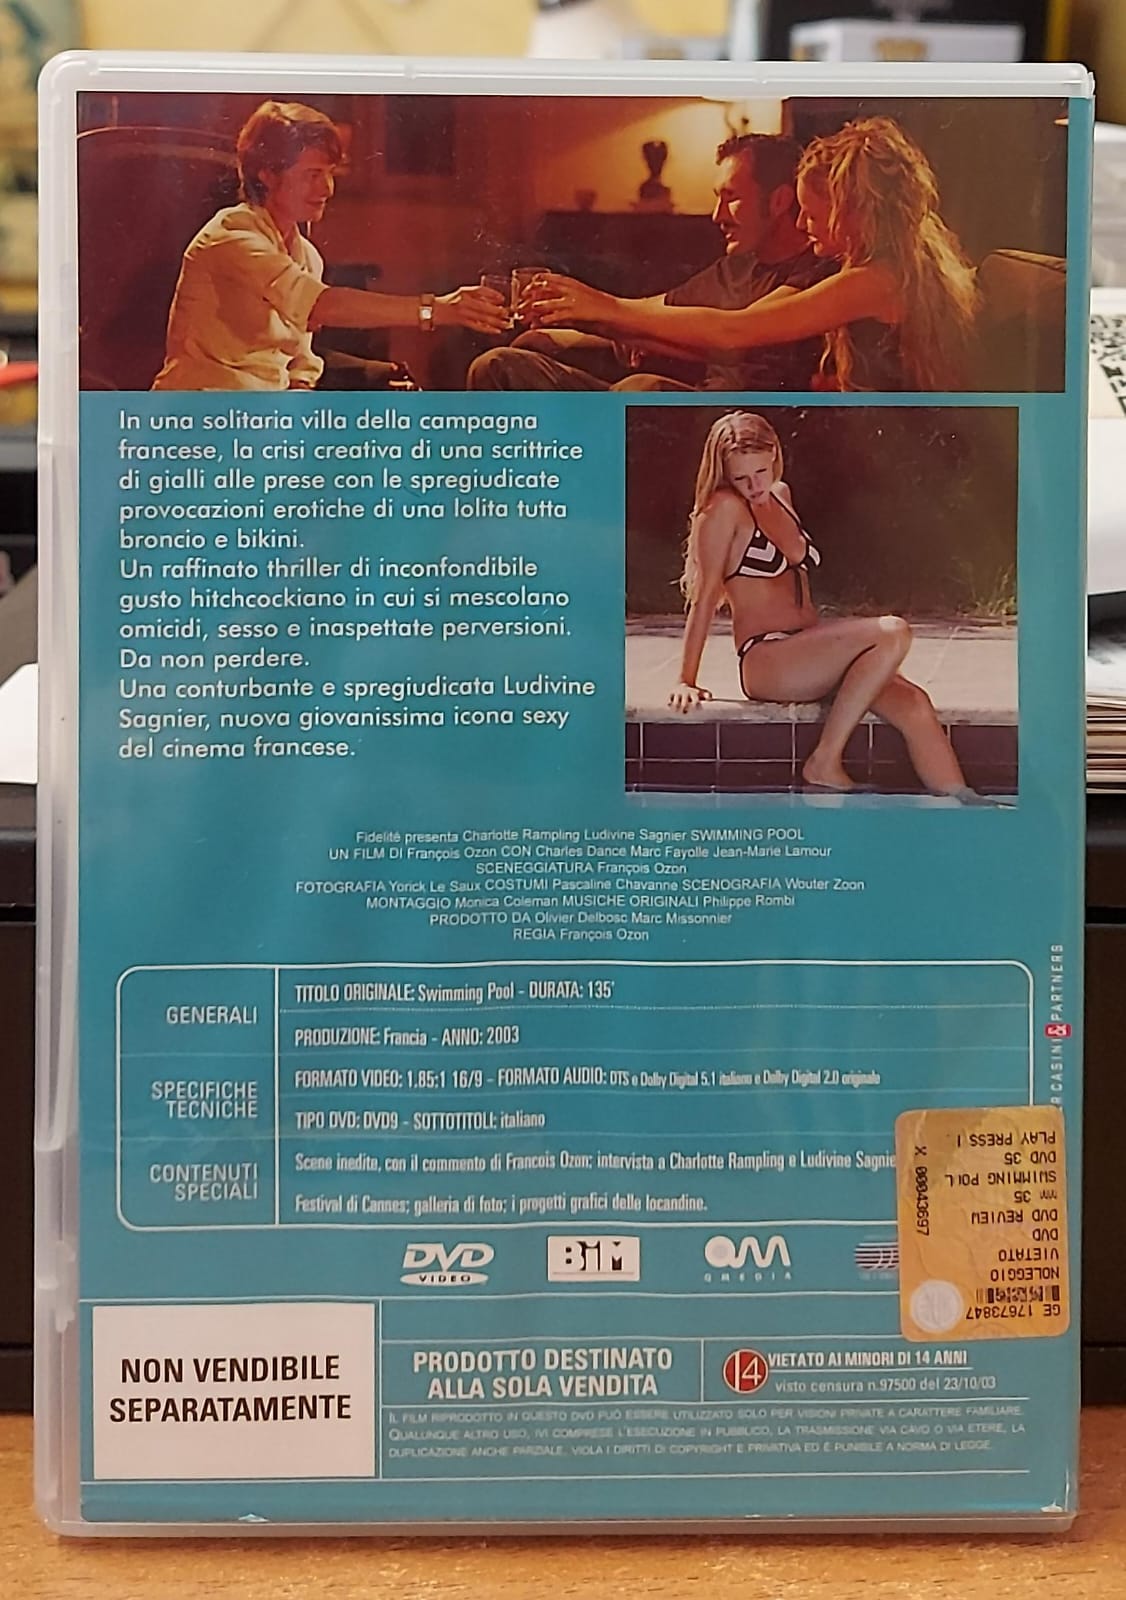 In una solitaria villa della campagna
francese, la crisi creativa di una scrittrice
di gialli alle prese con le spregiudicate
provocazioni erotiche di una lolita tutta
broncio e bikini.
Un raffinato thriller di inconfondibile
gusto hitchcockiano in cui si mescolano
omicidi, sesso e inaspettate perversioni.
Da non perdere.
Una conturbante e spregiudicata Ludivine
Sagnier, nuova giovanissima icona sexy
del cinema francese.
Fidelité presenta Charlotte Rampling Ludivine Sagnier SWIMMING POOL
UN FILM DI François Ozon CON Charles Dance Marc Fayolle Jean-Marie Lamour
SCENEGGIATURA François Ozon
FOTOGRAFIA Yorick Le Saux COSTUMI Pascaline Chavanne SCENOGRAFIA Wouter Zoon
MONTAGGIO Monica Coleman MUSICHE ORIGINALI Philippe Rombi
PRODOTTO DA Olivier Delbosc Marc Missonnier
REGIA François Ozon
GENERALI
TITOLO ORIGINALE: Swimming Pool - DURATA: 135'
PRODUZIONE: Francia - ANNO: 2003
SPECIFICHE
TECNICHE
FORMATO VIDEO: 1.85:1 16/9 - FORMATO AUDIO: DTS e Dolby Digital 5.1 italiano e Dolby Digital 2.0 originale
TIPO DVD: DVD9 - SOTTOTITOLI: italiano
CONTENUTI
SPECIALI
Scene inedite, con il commento di Francois Ozon; intervista a Charlotte Rampling e Ludivine Sagnie
Festival di Cannes; galleria di foto; i progetti grafici delle locandine.
R CASINI & PARTNERS
DVD
VIDEO
BIM
QM
QMEDIA
GE 17673847
NOLEGGIO
VIETATO
DVD
DVD REVIEW
mm 35
SWIMMING POLL
DVD 35
PLAY PRESS I
X 00043697
NON VENDIBILE
SEPARATAMENTE
PRODOTTO DESTINATO
ALLA SOLA VENDITA
14 VIETATO AI MINORI DI 14 ANNI
visto censura n.97500 del 23/10/03
IL FILM RIPRODOTTO IN QUESTO DVD PUÒ ESSERE UTILIZZATO SOLO PER VISIONI PRIVATE A CARATTERE FAMILIARE.
QUALUNQUE ALTRO USO, IVI COMPRESE L'ESECUZIONE IN PUBBLICO, LA TRASMISSIONE VIA CAVO O VIA ETERE, LA
DUPLICAZIONE ANCHE PARZIALE, VIOLA I DIRITTI DI COPYRIGHT E PRIVATIVA ED È PUNIBILE A NORMA DI LEGGE.